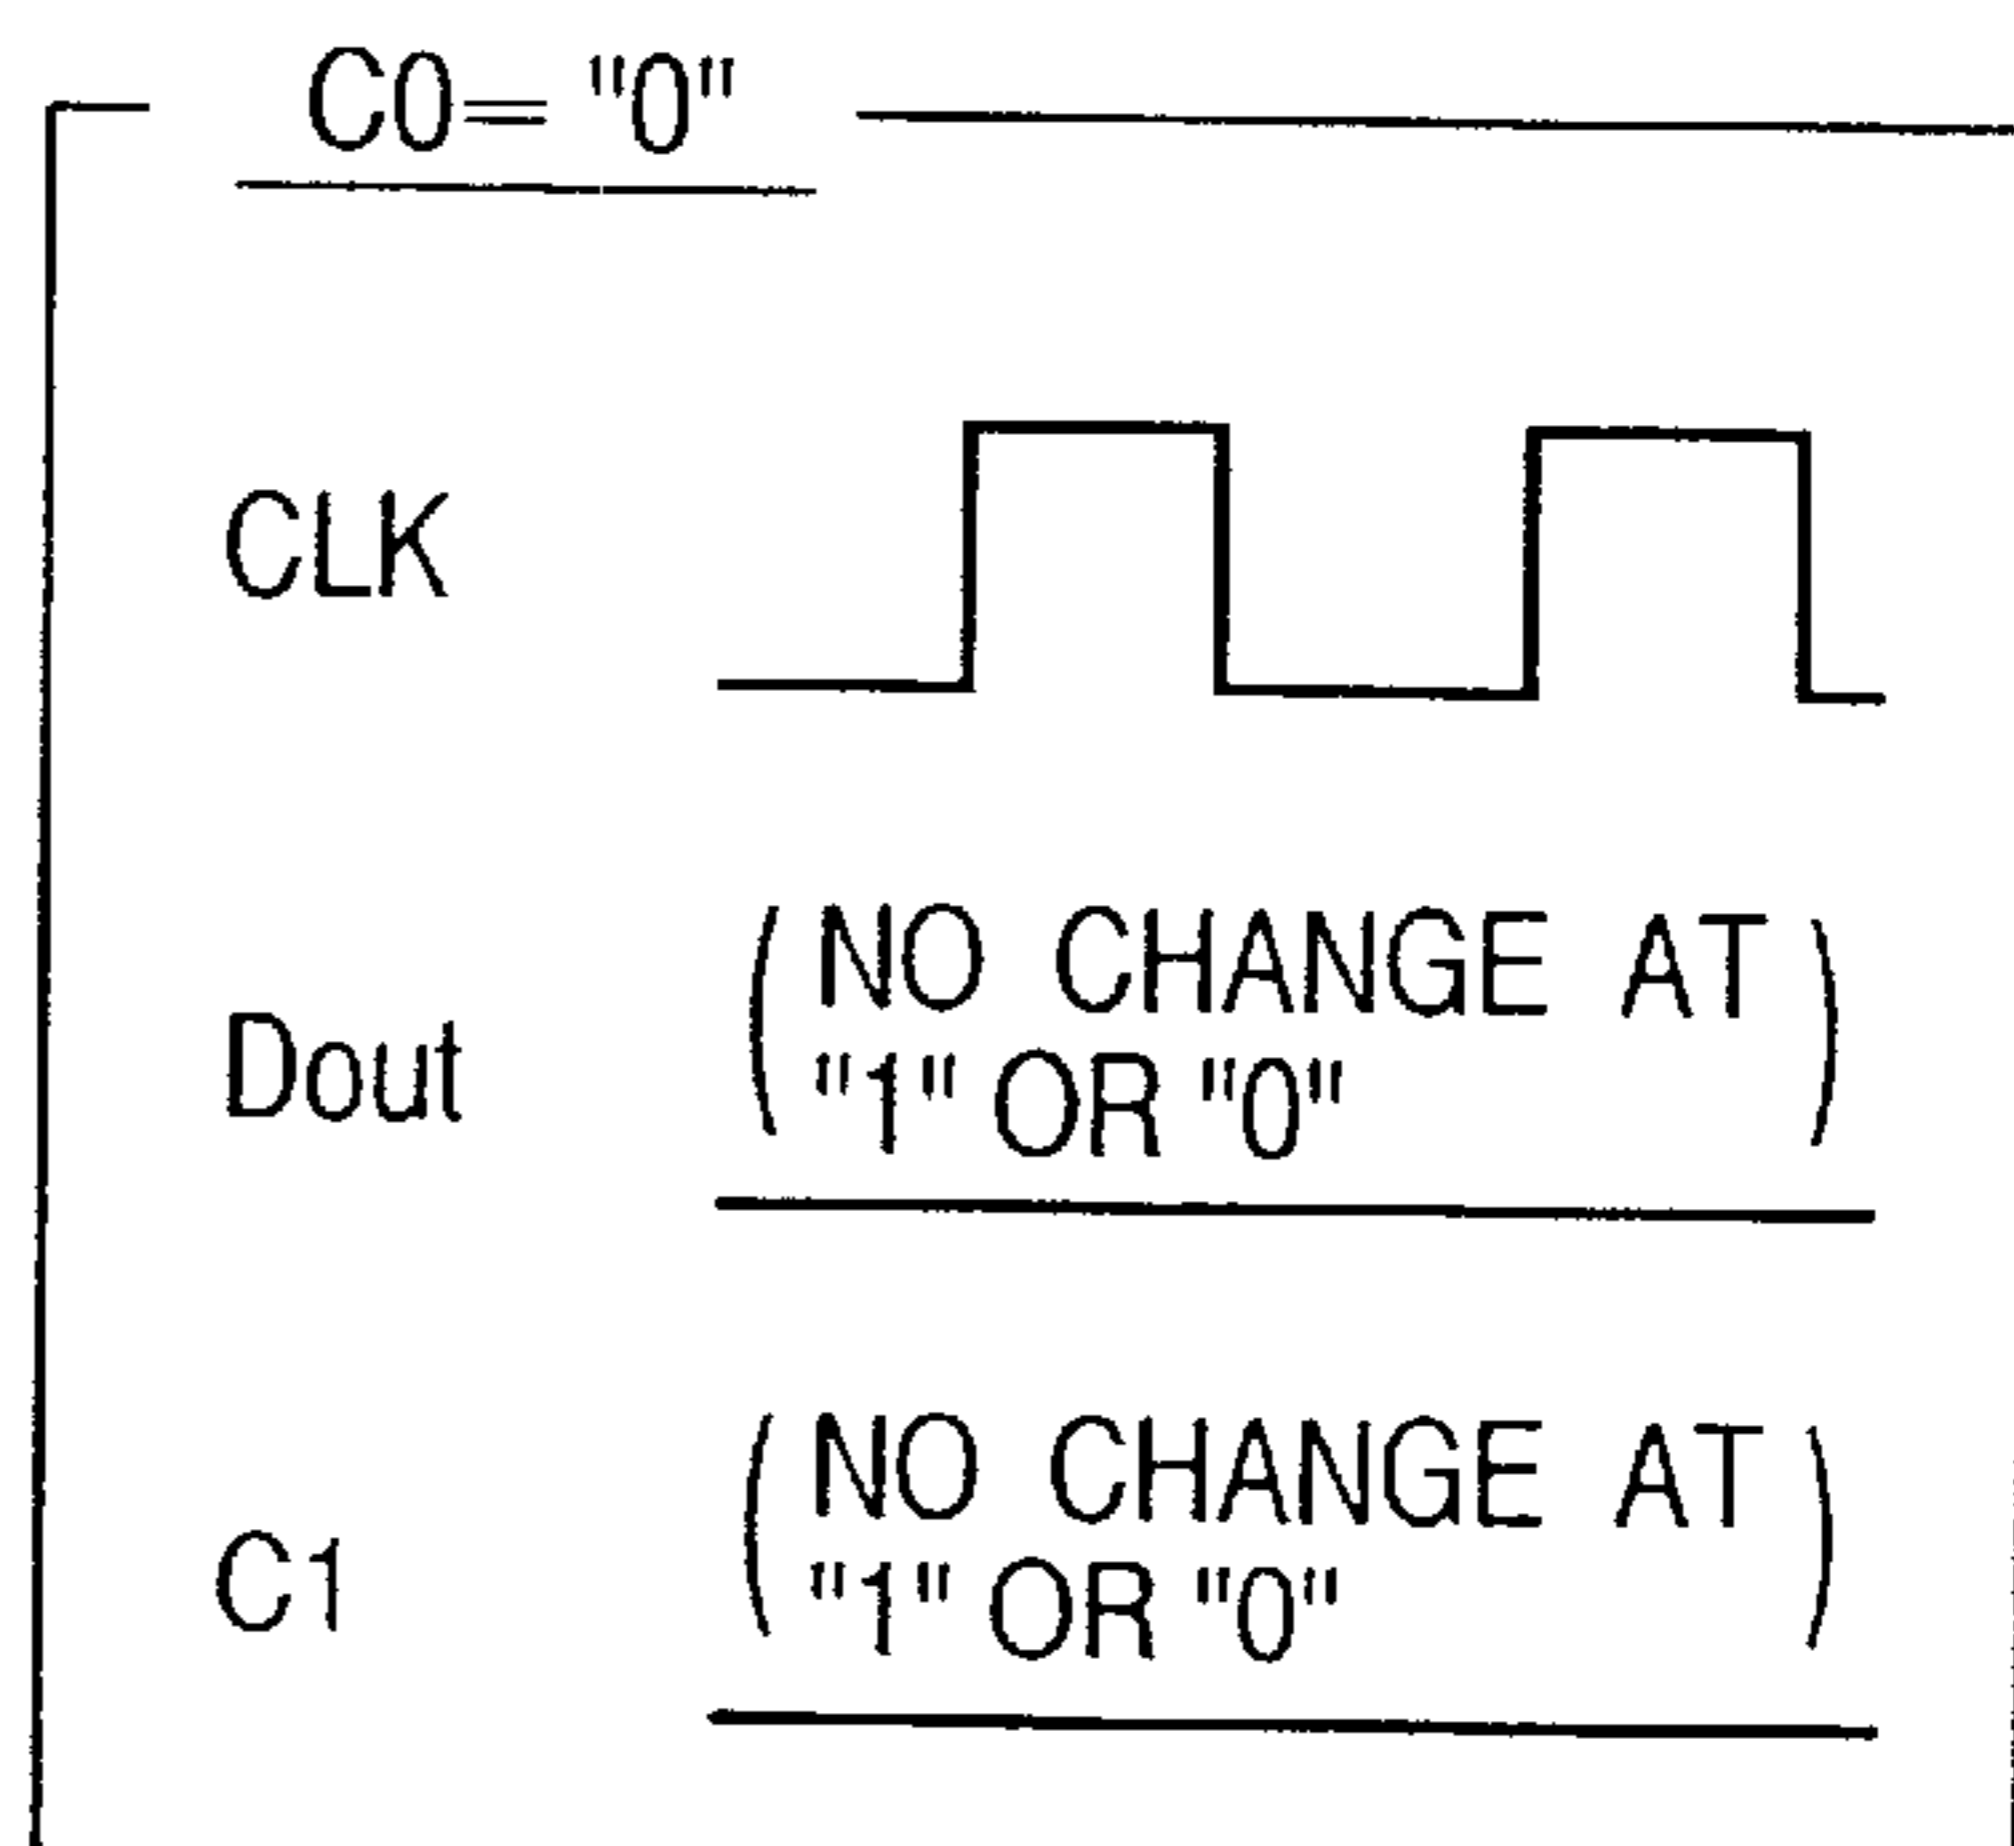 C0= "0"
CLK
Dout
( NO CHANGE AT )
"1" OR "0"
C1
( NO CHANGE AT )
"1" OR "0"